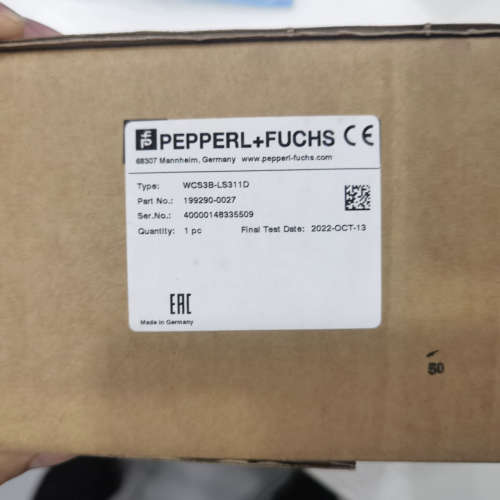 PEPPERL+FUCHS CE
68307 Mannheim, Germany www.pepperl-fuchs.com
Type: WCS3B-LS311D
Part No.: 199290-0027
Ser.No.: 40000148335509
Quantity: 1 pc Final Test Date: 2022-OCT-13
EAC
Made in Germany
50